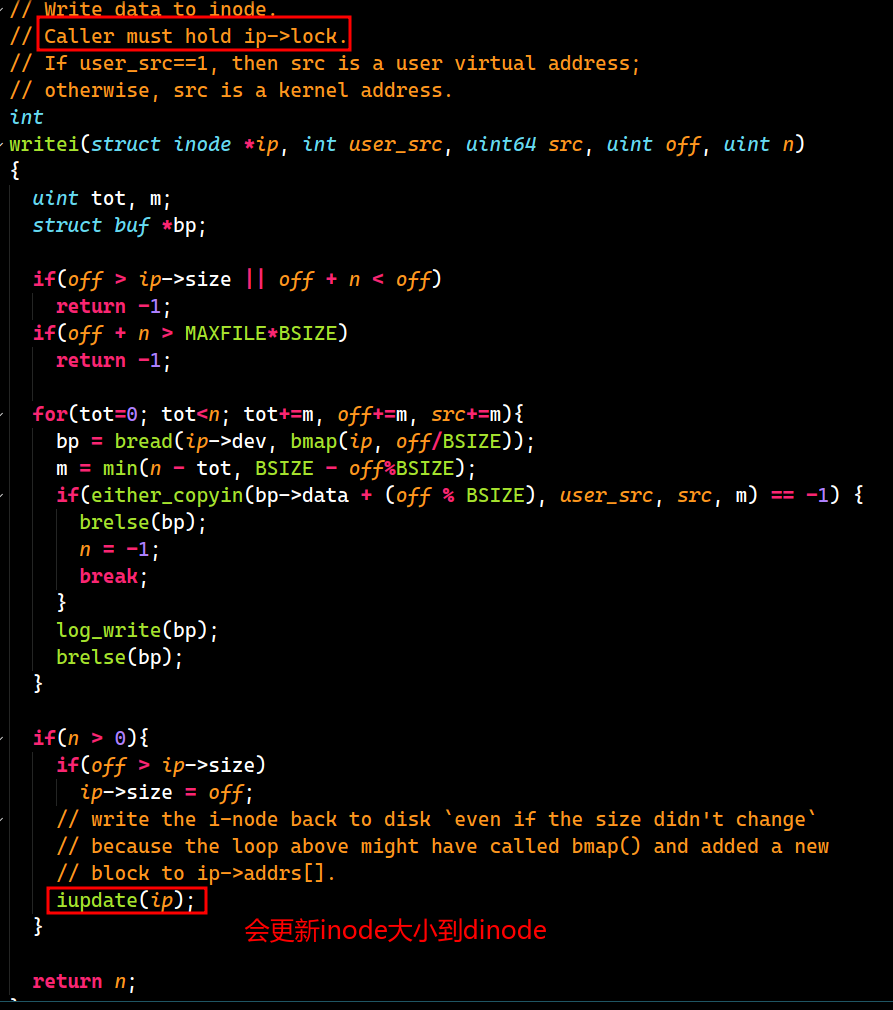 // Write data to inode.
// Caller must hold ip->lock.
// If user_src==1, then src is a user virtual address;
// otherwise, src is a kernel address.
int
writei(struct inode *ip, int user_src, uint64 src, uint off, uint n)
{
  uint tot, m;
  struct buf *bp;

  if(off > ip->size || off + n < off)
    return -1;
  if(off + n > MAXFILE*BSIZE)
    return -1;

  for(tot=0; tot<n; tot+=m, off+=m, src+=m){
    bp = bread(ip->dev, bmap(ip, off/BSIZE));
    m = min(n - tot, BSIZE - off%BSIZE);
    if(either_copyin(bp->data + (off % BSIZE), user_src, src, m) == -1) {
      brelse(bp);
      n = -1;
      break;
    }
    log_write(bp);
    brelse(bp);
  }

  if(n > 0){
    if(off > ip->size)
      ip->size = off;
    // write the i-node back to disk `even if the size didn't change`
    // because the loop above might have called bmap() and added a new
    // block to ip->addrs[].
    iupdate(ip);
  }
会更新inode大小到dinode

  return n;